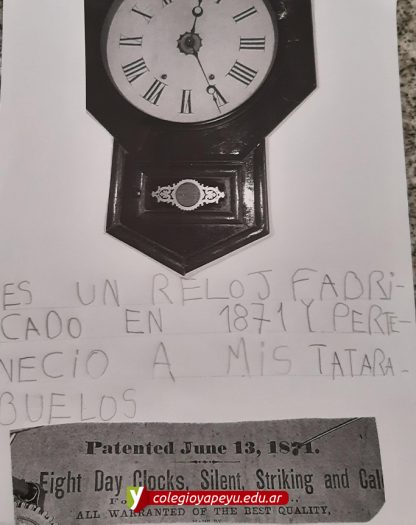 ES UN RELOJ FABRI-
CADO EN 1871 Y PERTE-
NECIO A MIS TATARA-
BUELOS
Patented June 13, 1871.
Eight Day Clocks, Silent, Striking and Cal
ALL WARRANTED OF THE BEST QUALITY,
colegioyapeyu.edu.ar